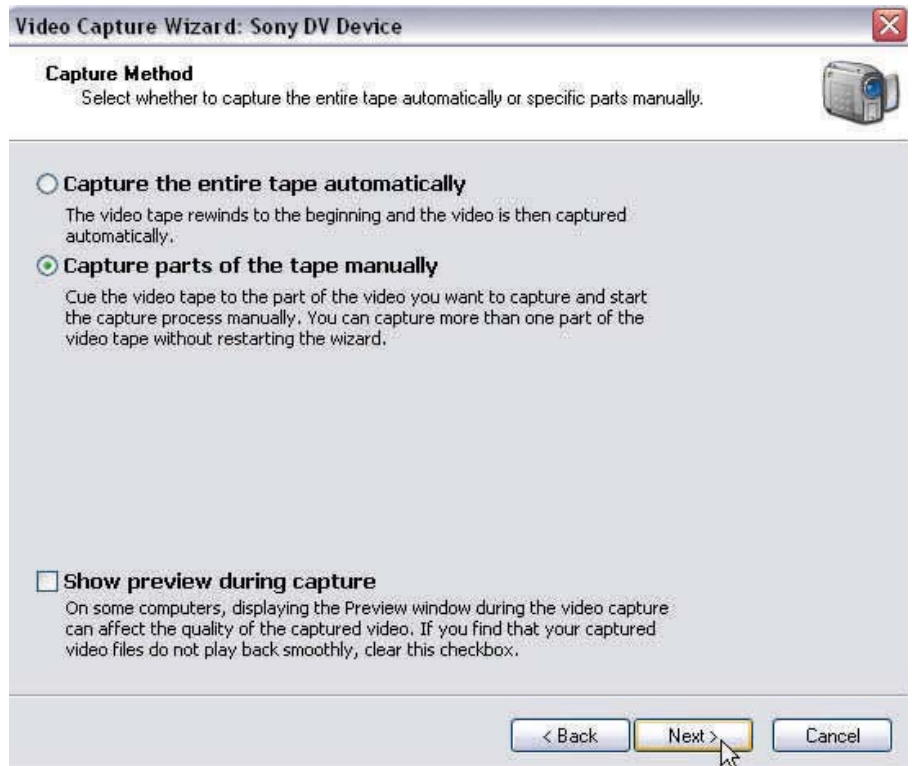 Video Capture Wizard: Sony DV Device
Capture Method
Select whether to capture the entire tape automatically or specific parts manually.
Capture the entire tape automatically
The video tape rewinds to the beginning and the video is then captured
automatically.
Capture parts of the tape manually
Cue the video tape to the part of the video you want to capture and start
the capture process manually. You can capture more than one part of the
video tape without restarting the wizard.
Show preview during capture
On some computers, displaying the Preview window during the video capture
can affect the quality of the captured video. If you find that your captured
video files do not play back smoothly, clear this checkbox.
< Back Next > Cancel